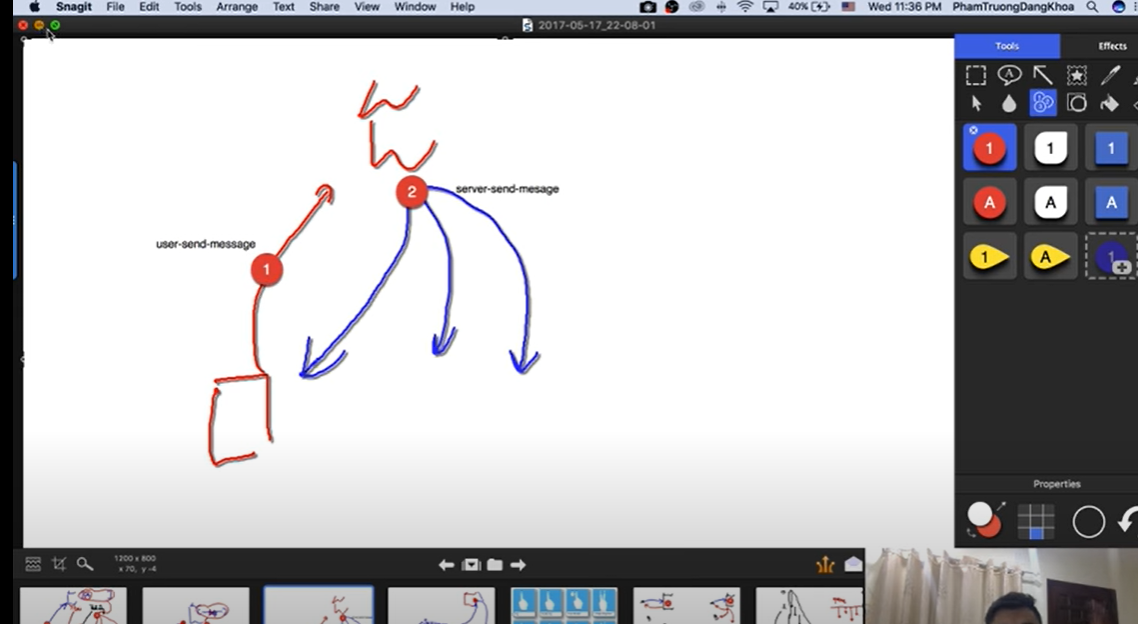 Snagit File Edit Tools Arrange Text Share View Window Help 40% Wed 11:36 PM PhamTruongDangKhoa
2017-05-17_22-08-01
Tools Effects
server-send-mesage
2
user-send-message
1
1 1 1
A A A
1 A 1
Properties
1200 x 800
x 70, y -4